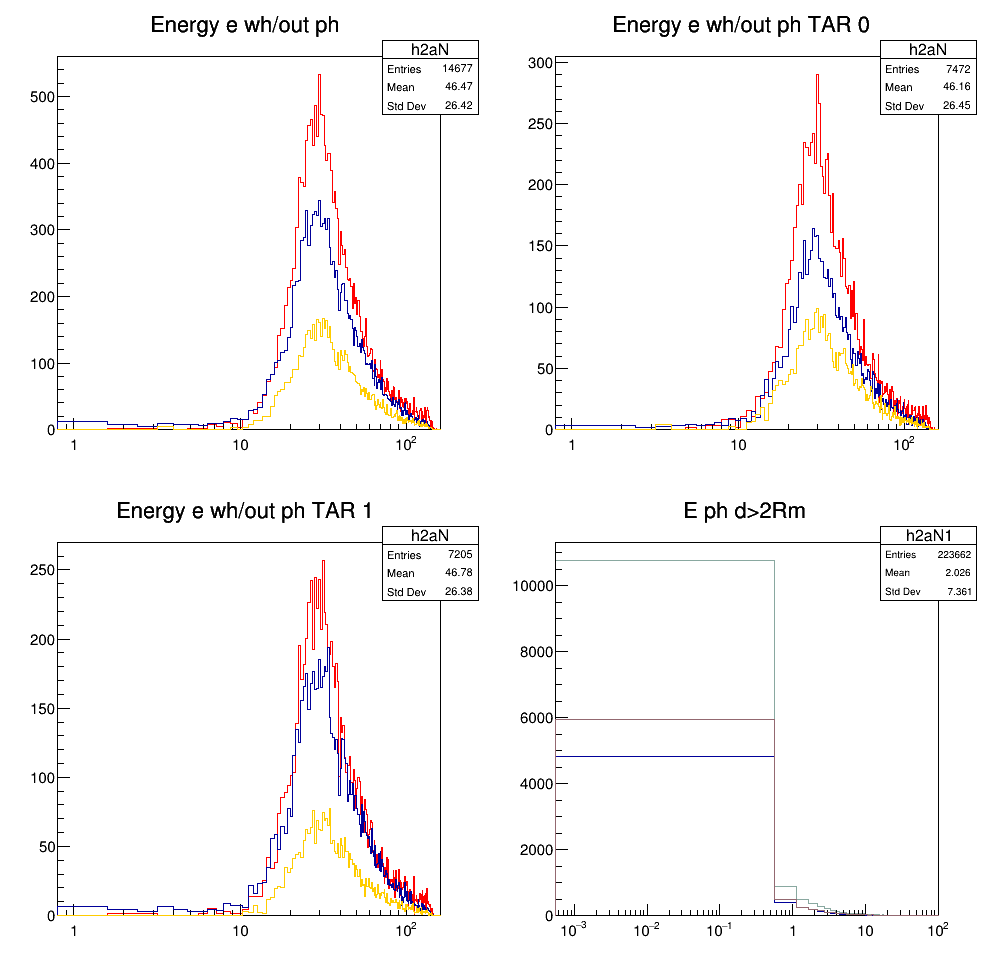 Energy e wh/out ph
h2aN
Entries 14677
Mean 46.47
Std Dev 26.42
500
400
300
200
100
0
1 10 10²
Energy e wh/out ph TAR 0
h2aN
Entries 7472
Mean 46.16
Std Dev 26.45
300
250
200
150
100
50
0
1 10 10²
Energy e wh/out ph TAR 1
h2aN
Entries 7205
Mean 46.78
Std Dev 26.38
250
200
150
100
50
0
1 10 10²
E ph d>2Rm
h2aN1
Entries 223662
Mean 2.026
Std Dev 7.361
10000
8000
6000
4000
2000
0
10⁻³ 10⁻² 10⁻¹ 1 10 10²